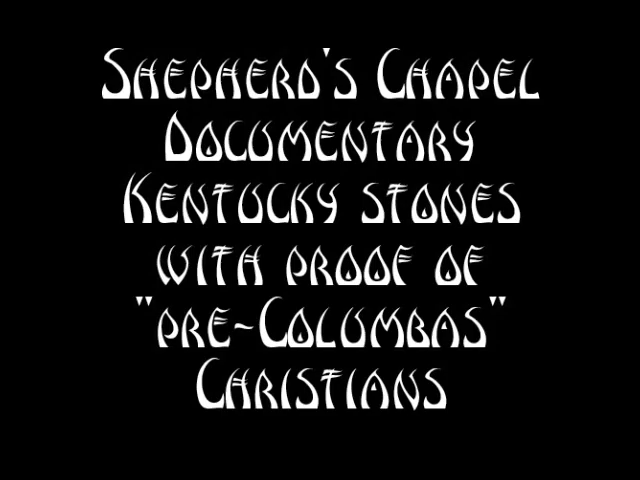 Shepherd's Chapel
Documentary
Kentucky stones
with proof of
"pre-Columbas"
Christians